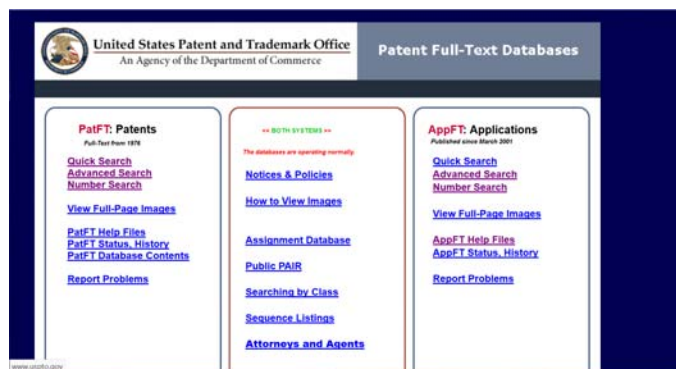 United States Patent and Trademark Office
An Agency of the Department of Commerce
Patent Full-Text Databases
PatFT: Patents
Full-Text from 1976
Quick Search
Advanced Search
Number Search
View Full-Page Images
PatFT Help Files
PatFT Status, History
PatFT Database Contents
Report Problems
BOTH SYSTEMS
The databases are operating normally.
Notices & Policies
How to View Images
Assignment Database
Public PAIR
Searching by Class
Sequence Listings
Attorneys and Agents
AppFT: Applications
Published since March 2001
Quick Search
Advanced Search
Number Search
View Full-Page Images
AppFT Help Files
AppFT Status, History
Report Problems
www.uspto.gov